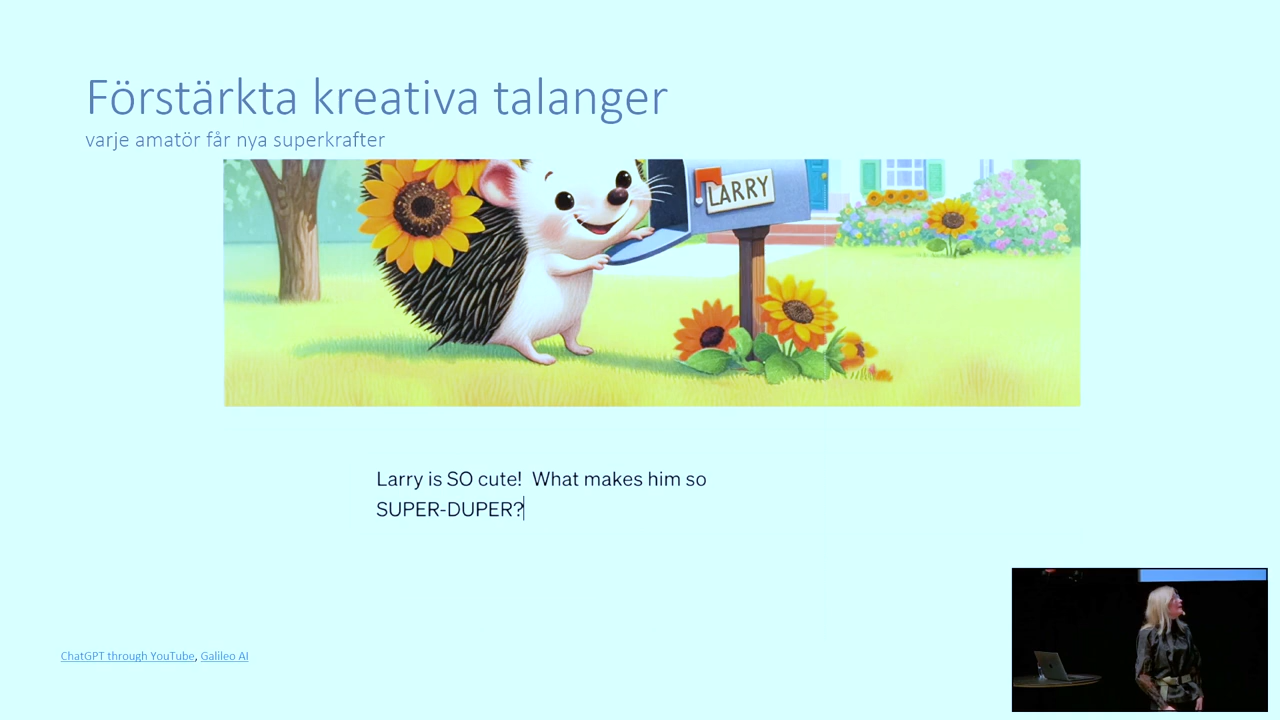 Förstärkta kreativa talanger
varje amatör får nya superkrafter
LARRY
Larry is SO cute!  What makes him so
SUPER-DUPER?
ChatGPT through YouTube, Galileo AI